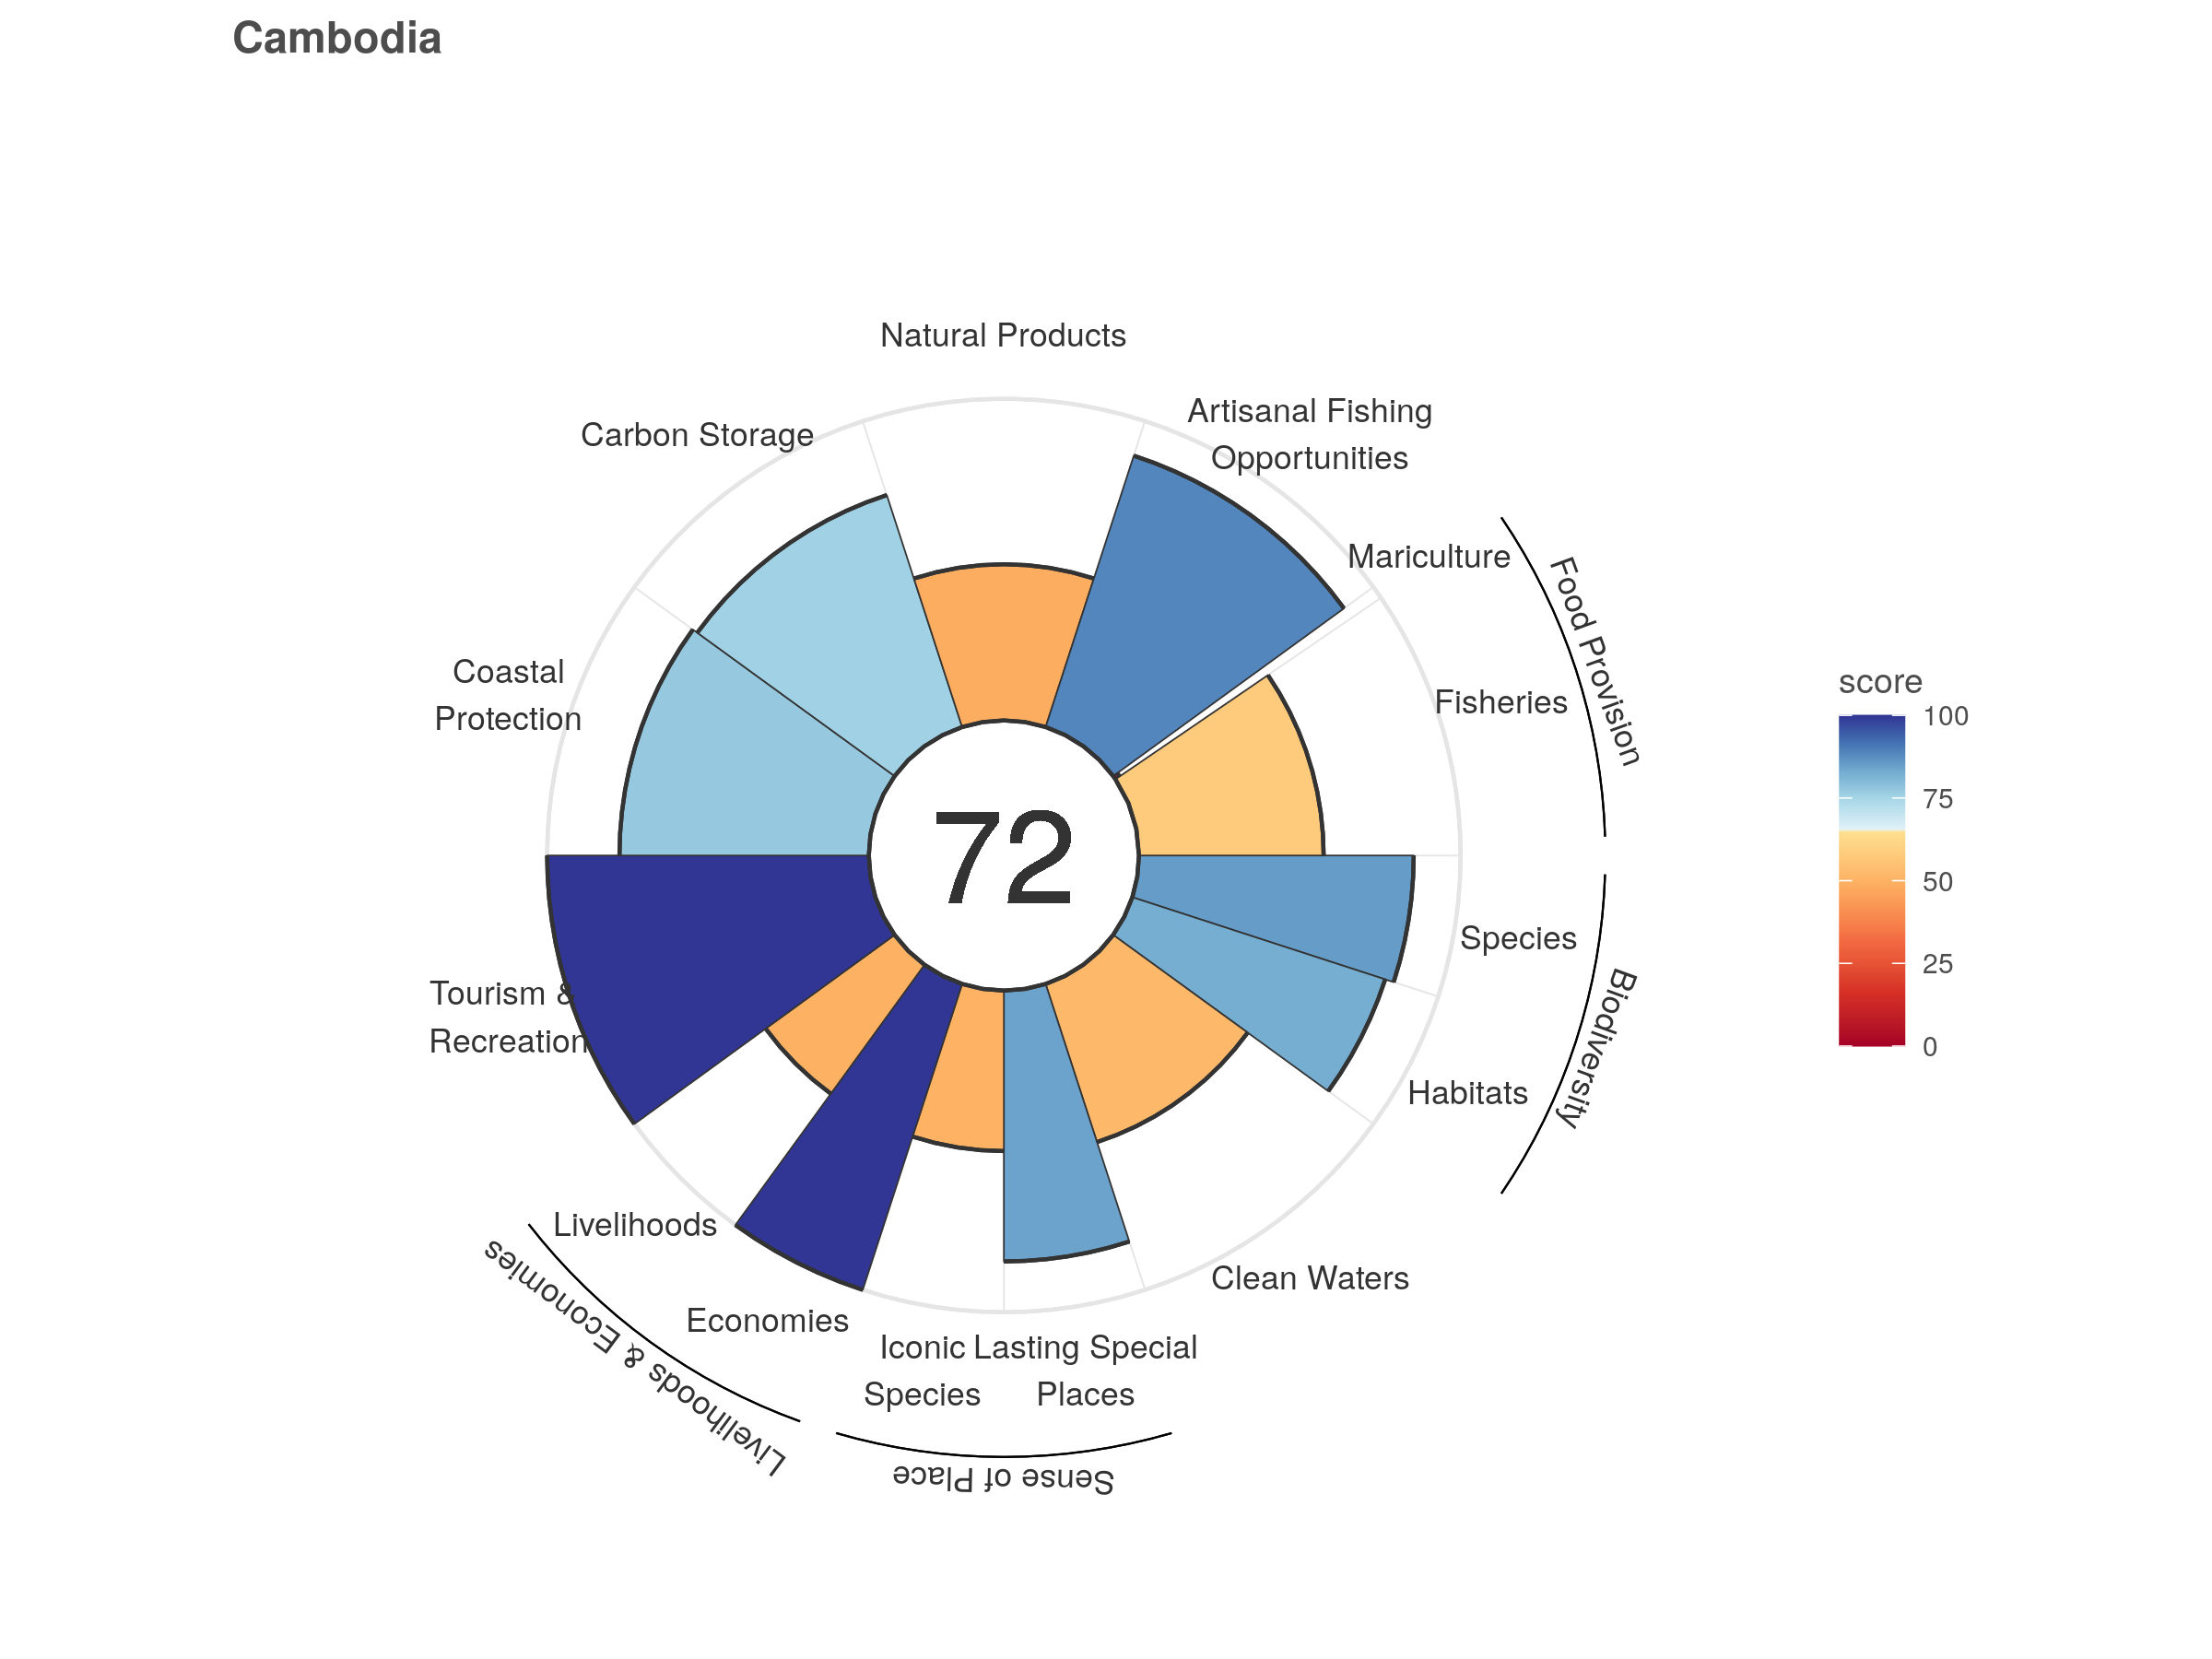 Cambodia
Natural Products
Artisanal Fishing
Opportunities
Carbon Storage
Mariculture
Food Provision
Coastal
Protection
Fisheries
score
100
75
50
25
0
72
Species
Biodiversity
Tourism &
Recreation
Habitats
Livelihoods
Clean Waters
Economies
Livelihoods & Economies
Iconic
Species
Lasting Special
Places
Sense of Place